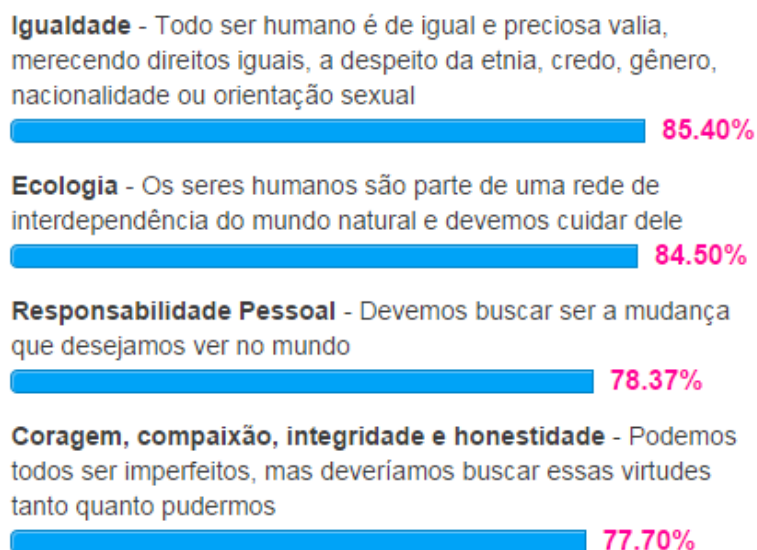 Igualdade - Todo ser humano é de igual e preciosa valia,
merecendo direitos iguais, a despeito da etnia, credo, gênero,
nacionalidade ou orientação sexual
85.40%
Ecologia - Os seres humanos são parte de uma rede de
interdependência do mundo natural e devemos cuidar dele
84.50%
Responsabilidade Pessoal - Devemos buscar ser a mudança
que desejamos ver no mundo
78.37%
Coragem, compaixão, integridade e honestidade - Podemos
todos ser imperfeitos, mas deveríamos buscar essas virtudes
tanto quanto pudermos
77.70%